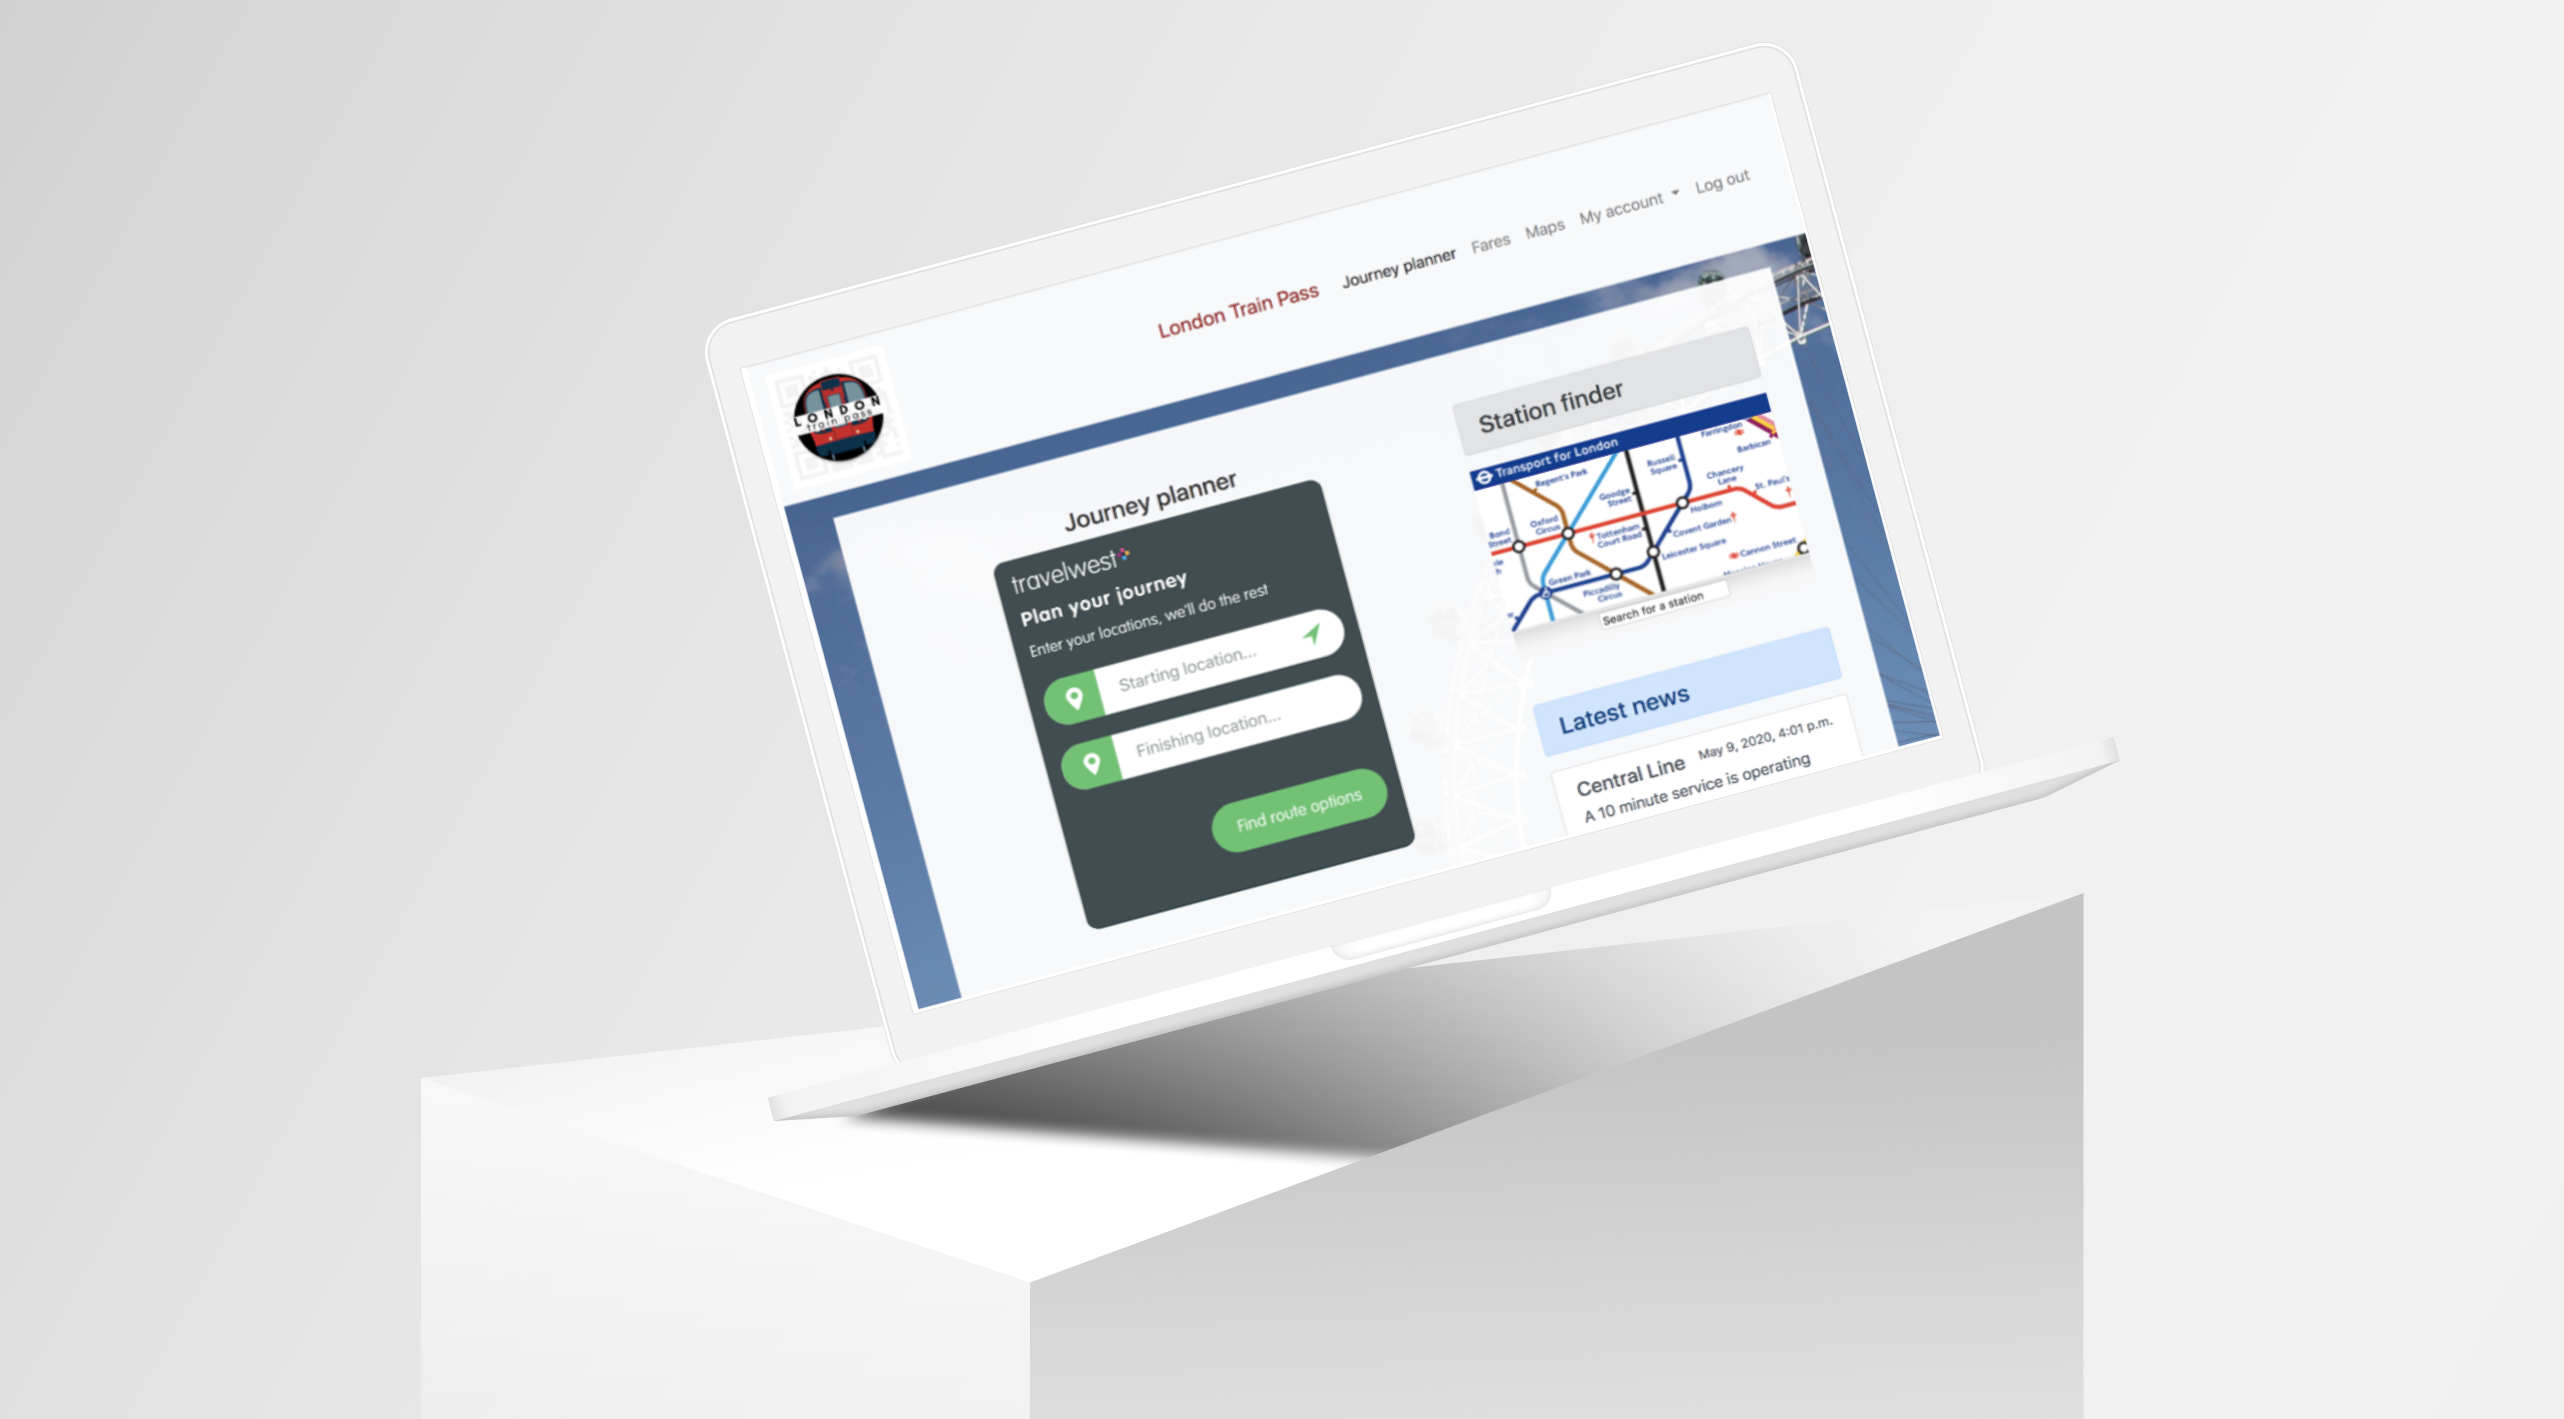 LONDON
train pass
London Train Pass
Journey planner
Fares
Maps
My account
Log out
Journey planner
travelwest
Plan your journey
Enter your locations, we'll do the rest
Starting location...
Finishing location...
Find route options
Station finder
Transport for London
Regent's Park
Russell
Square
Farringdon
Barbican
Goodge
Street
Chancery
Lane
St. Paul's
Bond
Street
Oxford
Circus
Tottenham
Court Road
Holborn
Covent Garden
Leicester Square
Cannon Street
Green Park
Piccadilly
Circus
Search for a station
Latest news
Central Line
May 9, 2020, 4:01 p.m.
A 10 minute service is operating